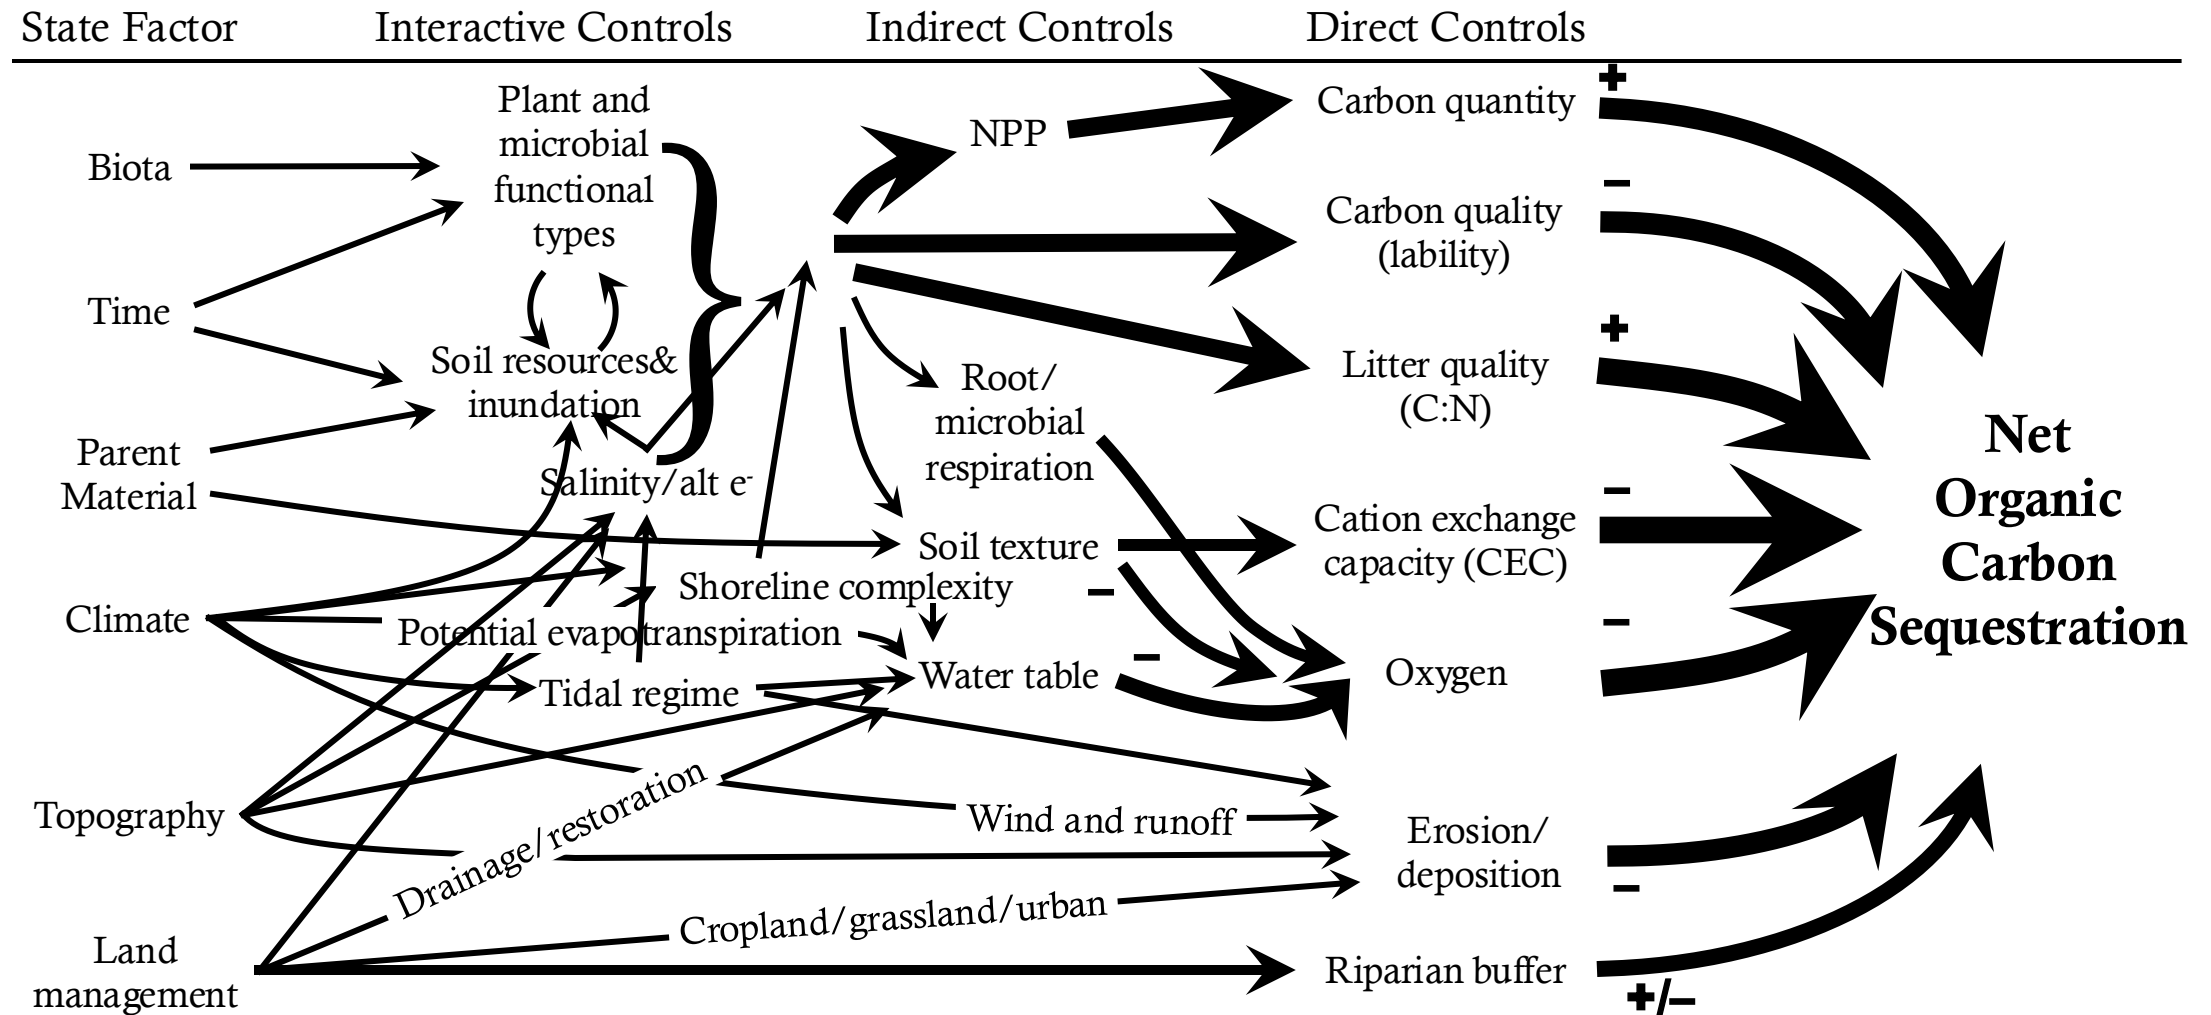 State Factor
Interactive Controls
Indirect Controls
Direct Controls
Biota
Time
Parent
Material
Climate
Topography
Land
management
Plant and
microbial
functional
types
Soil resources&
inundation
Salinity/alt e-
Shoreline complexity
Potential evapotranspiration
Tidal regime
Drainage/restoration
Cropland/grassland/urban
NPP
Root/
microbial
respiration
Soil texture
–
Water table
–
Wind and runoff
Carbon quantity
+
Carbon quality
(lability)
–
Litter quality
(C:N)
+
Cation exchange
capacity (CEC)
–
Oxygen
–
Erosion/
deposition
–
Riparian buffer
+/–
Net
Organic
Carbon
Sequestration